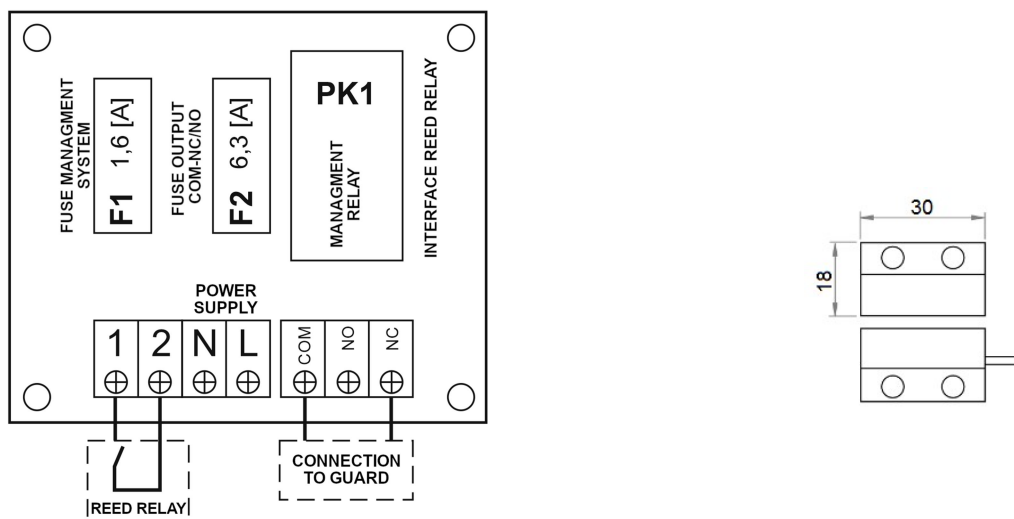 FUSE MANAGMENT
SYSTEM
F1 1,6 [A]
FUSE OUTPUT
COM-NC/NO
F2 6,3 [A]
PK1
MANAGMENT
RELAY
INTERFACE REED RELAY
POWER
SUPPLY
1 2 N L
COM NO NC
REED RELAY
CONNECTION
TO GUARD
30
18